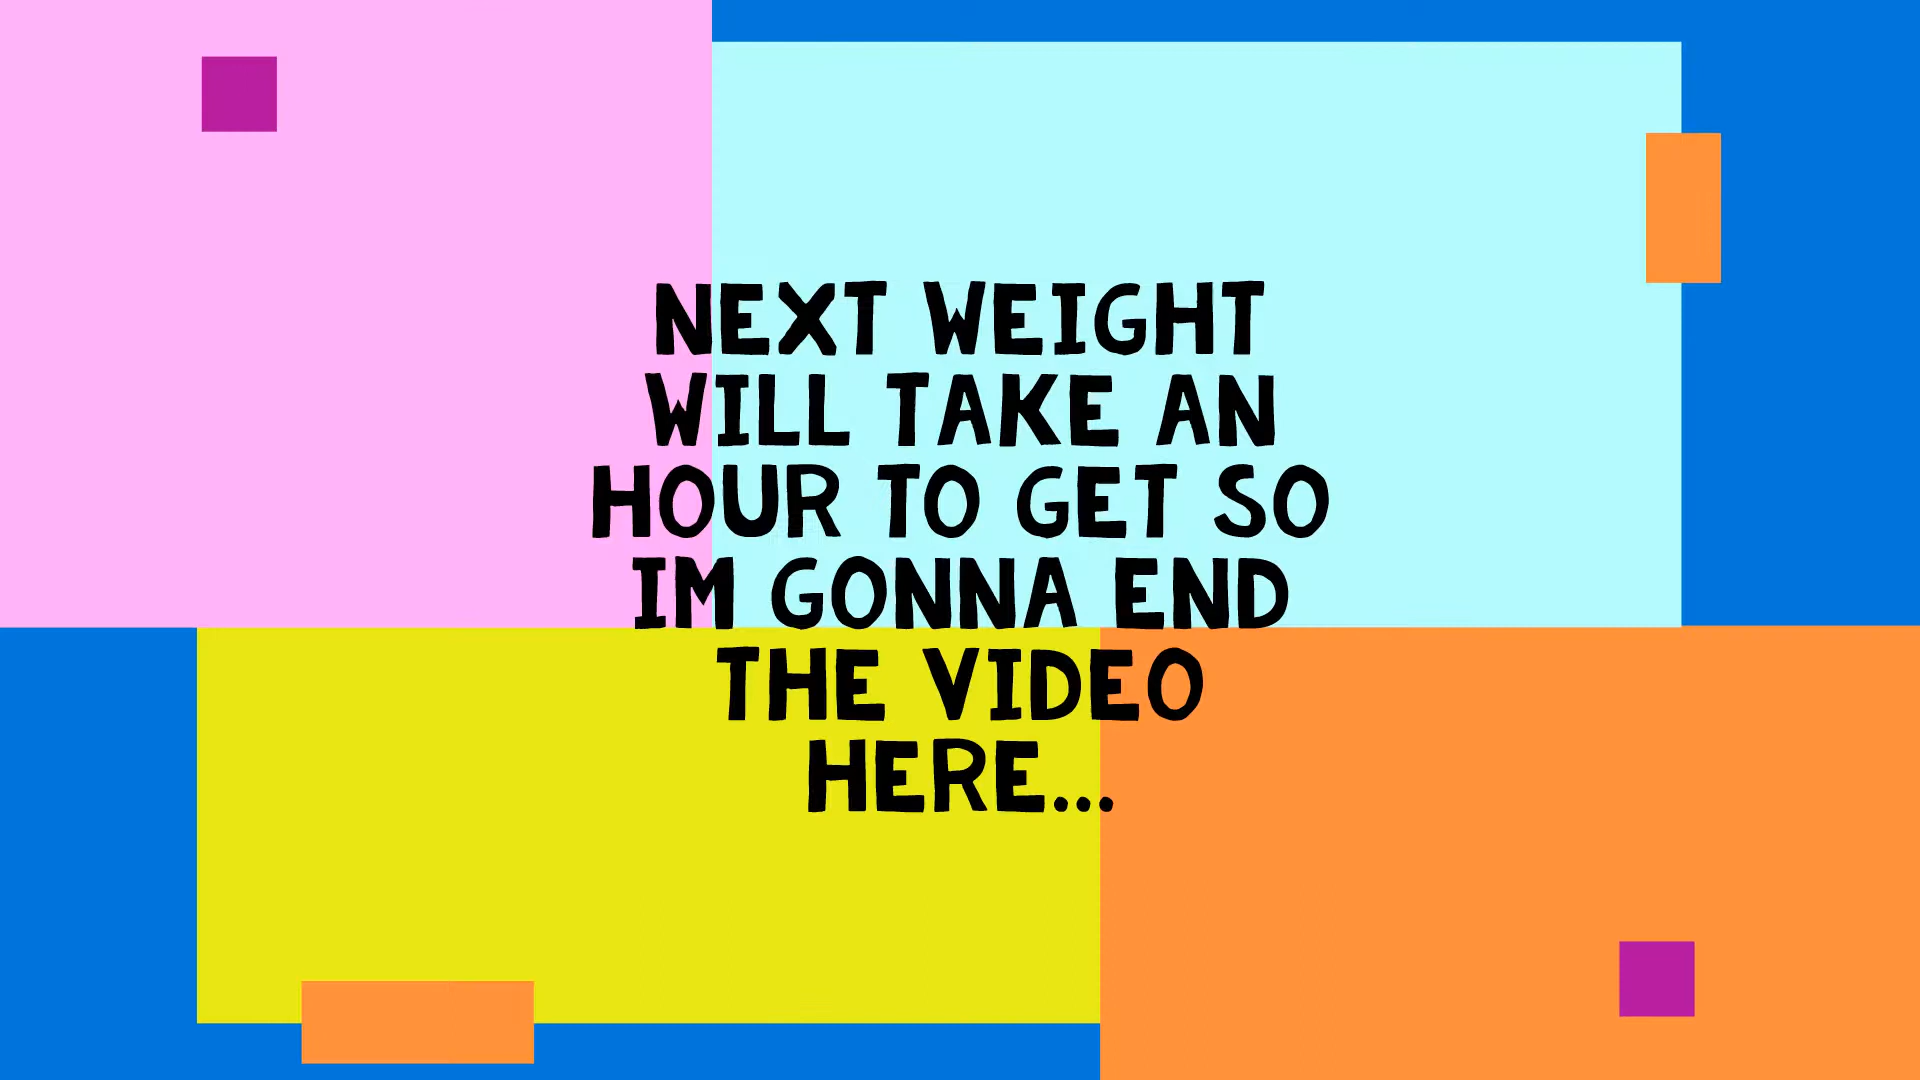 NEXT WEIGHT
WILL TAKE AN
HOUR TO GET SO
IM GONNA END
THE VIDEO
HERE...